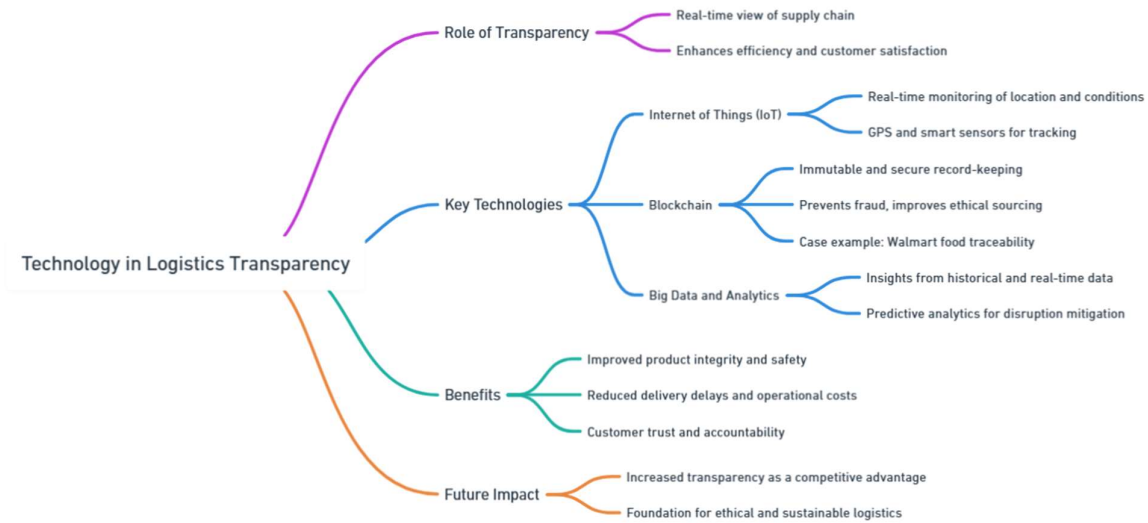 Technology in Logistics Transparency
Role of Transparency
Real-time view of supply chain
Enhances efficiency and customer satisfaction
Key Technologies
Internet of Things (IoT)
Real-time monitoring of location and conditions
GPS and smart sensors for tracking
Blockchain
Immutable and secure record-keeping
Prevents fraud, improves ethical sourcing
Case example: Walmart food traceability
Big Data and Analytics
Insights from historical and real-time data
Predictive analytics for disruption mitigation
Benefits
Improved product integrity and safety
Reduced delivery delays and operational costs
Customer trust and accountability
Future Impact
Increased transparency as a competitive advantage
Foundation for ethical and sustainable logistics